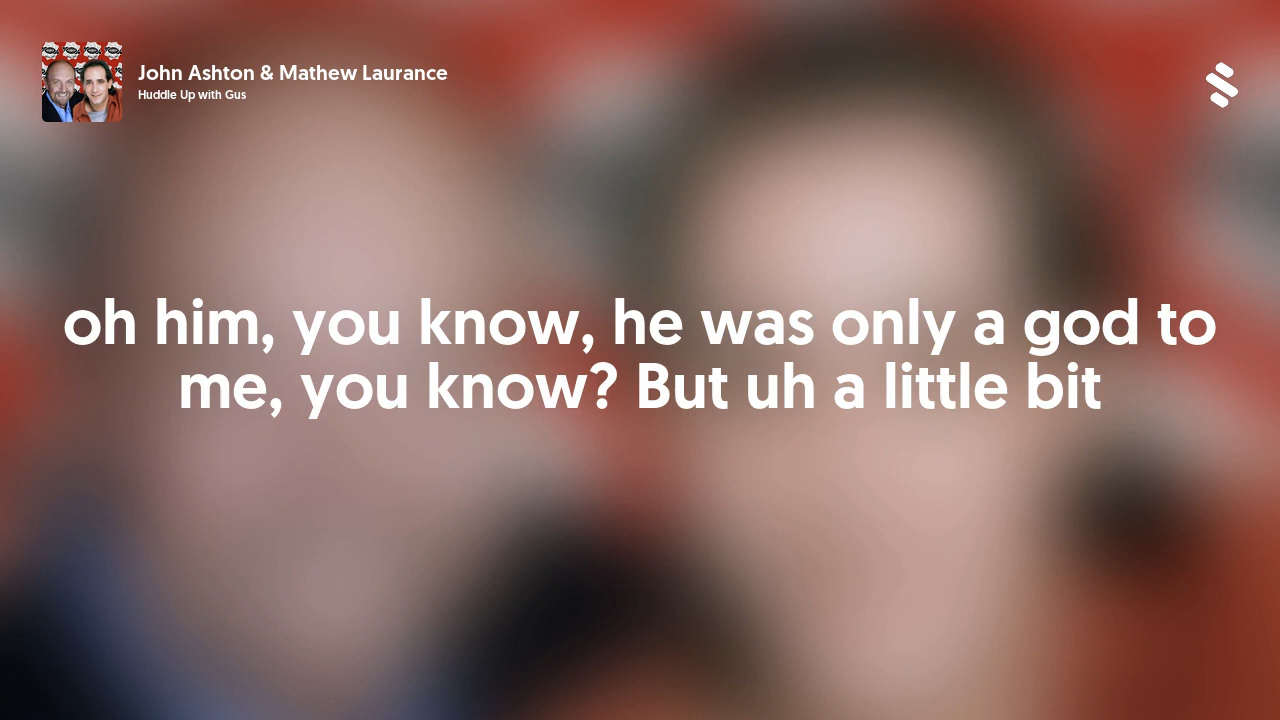 John Ashton & Mathew Laurance
Huddle Up with Gus
oh him, you know, he was only a god to
me, you know? But uh a little bit